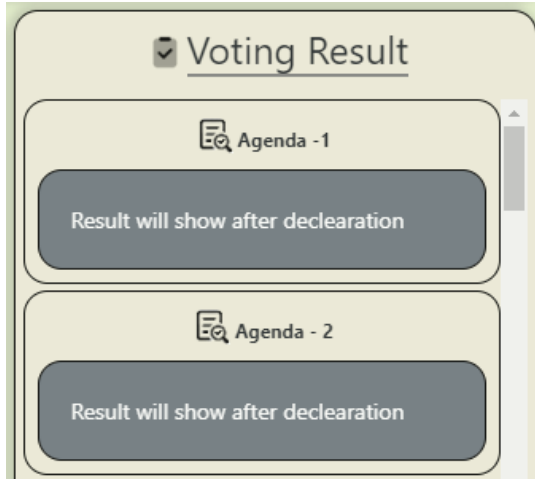 Voting Result
Agenda -1
Result will show after declearation
Agenda - 2
Result will show after declearation